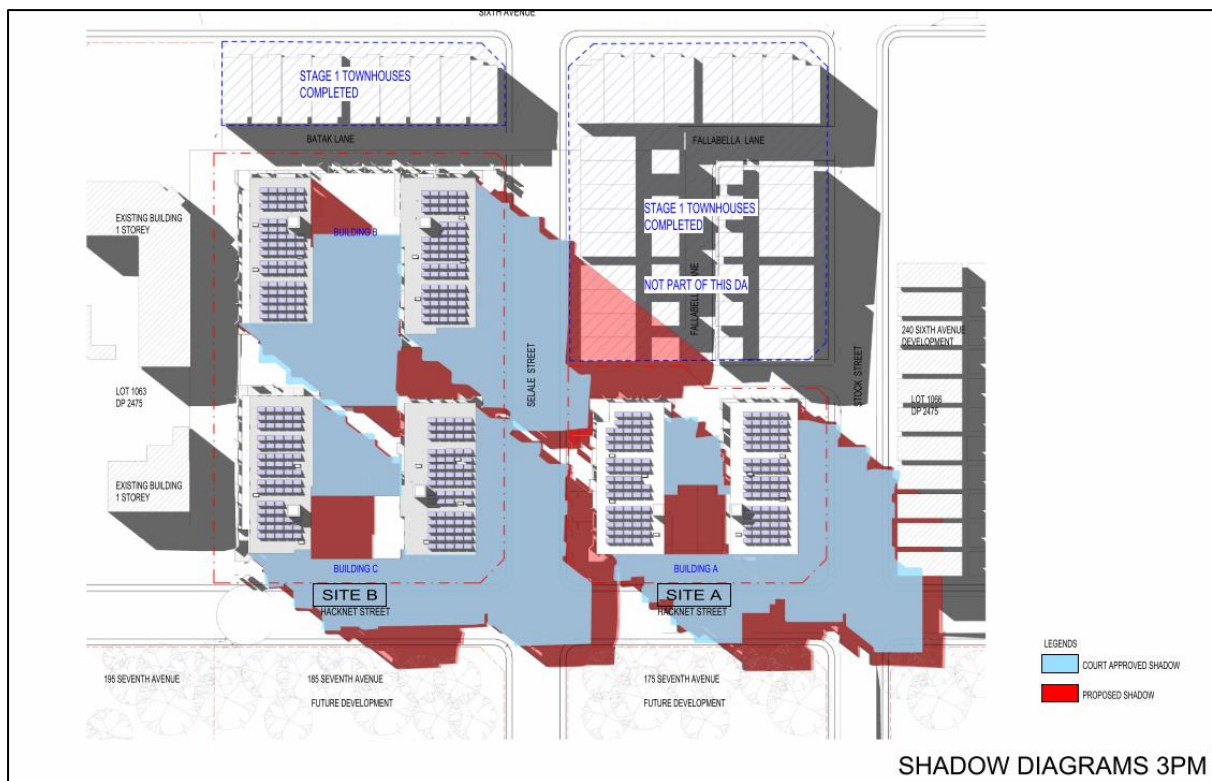 SIXTH AVENUE
STAGE 1 TOWNHOUSES
COMPLETED
BATAK LANE
FALLABELLA LANE
EXISTING BUILDING
1 STOREY
BUILDING B
STAGE 1 TOWNHOUSES
COMPLETED
FALLABELLA LANE
NOT PART OF THIS DA
240 SIXTH AVENUE
DEVELOPMENT
SELALE STREET
STOCK STREET
LOT 1063
DP 2475
LOT 1066
DP 2475
EXISTING BUILDING
1 STOREY
BUILDING C
BUILDING A
SITE B
SITE A
HACKNET STREET
HACKNET STREET
LEGENDS
COURT APPROVED SHADOW
PROPOSED SHADOW
195 SEVENTH AVENUE
185 SEVENTH AVENUE
175 SEVENTH AVENUE
FUTURE DEVELOPMENT
FUTURE DEVELOPMENT
SHADOW DIAGRAMS 3PM